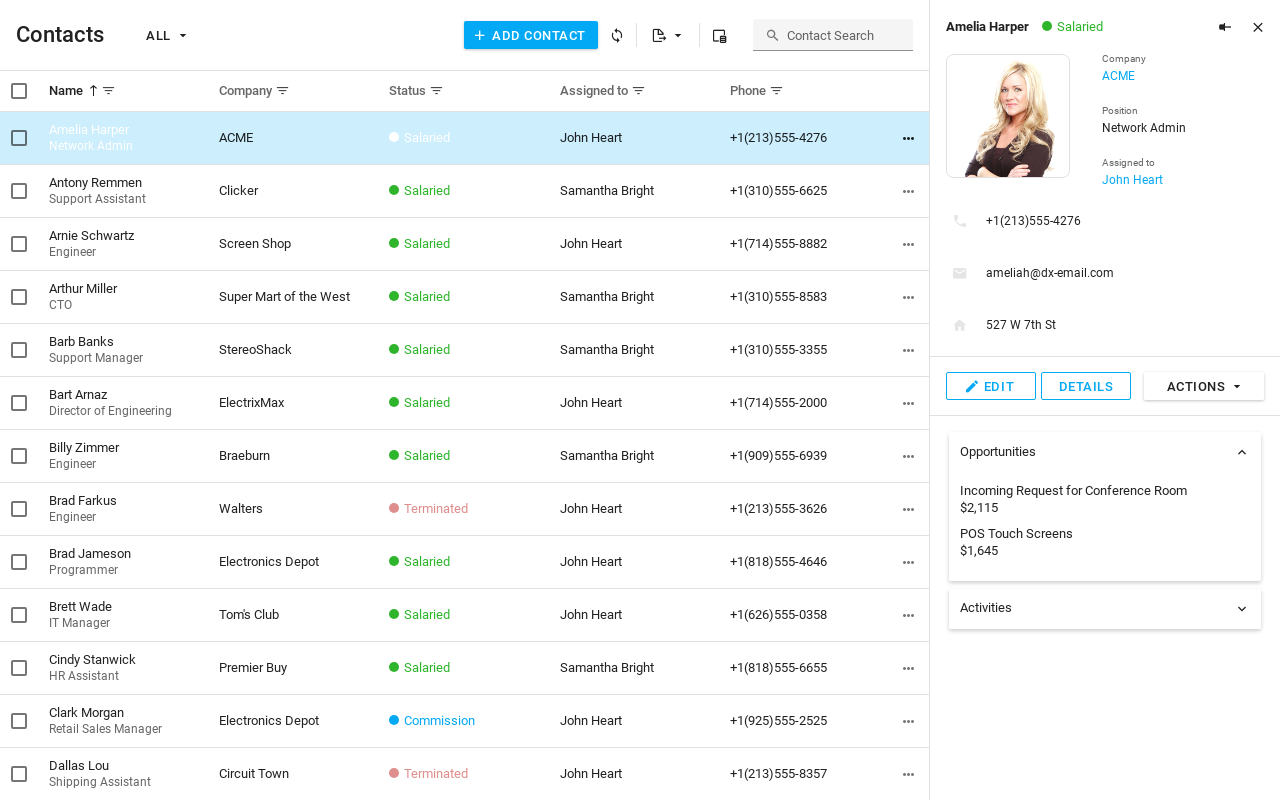 Contacts
ALL
ADD CONTACT
Contact Search
Name
Company
Status
Assigned to
Phone
Amelia Harper
Network Admin
ACME
Salaried
John Heart
+1(213)555-4276
Antony Remmen
Support Assistant
Clicker
Salaried
Samantha Bright
+1(310)555-6625
Arnie Schwartz
Engineer
Screen Shop
Salaried
John Heart
+1(714)555-8882
Arthur Miller
CTO
Super Mart of the West
Salaried
Samantha Bright
+1(310)555-8583
Barb Banks
Support Manager
StereoShack
Salaried
Samantha Bright
+1(310)555-3355
Bart Arnaz
Director of Engineering
ElectrixMax
Salaried
John Heart
+1(714)555-2000
Billy Zimmer
Engineer
Braeburn
Salaried
Samantha Bright
+1(909)555-6939
Brad Farkus
Engineer
Walters
Terminated
John Heart
+1(213)555-3626
Brad Jameson
Programmer
Electronics Depot
Salaried
John Heart
+1(818)555-4646
Brett Wade
IT Manager
Tom's Club
Salaried
John Heart
+1(626)555-0358
Cindy Stanwick
HR Assistant
Premier Buy
Salaried
Samantha Bright
+1(818)555-6655
Clark Morgan
Retail Sales Manager
Electronics Depot
Commission
John Heart
+1(925)555-2525
Dallas Lou
Shipping Assistant
Circuit Town
Terminated
John Heart
+1(213)555-8357
Amelia Harper
Salaried
Company
ACME
Position
Network Admin
Assigned to
John Heart
+1(213)555-4276
ameliah@dx-email.com
527 W 7th St
EDIT
DETAILS
ACTIONS
Opportunities
Incoming Request for Conference Room
$2,115
POS Touch Screens
$1,645
Activities